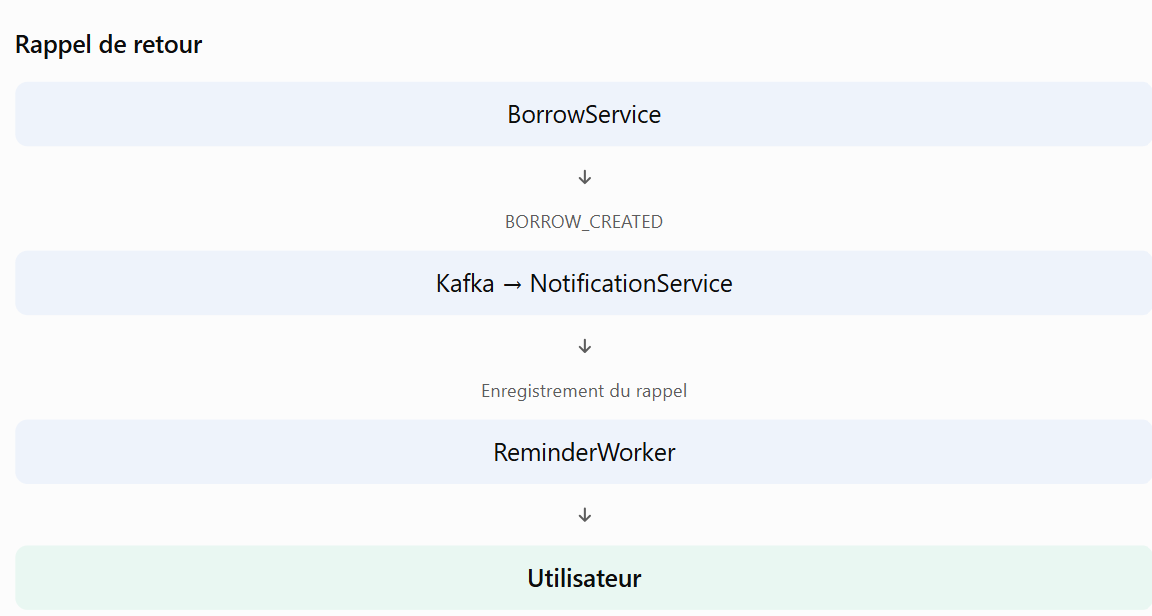 Rappel de retour
BorrowService
↓
BORROW_CREATED
Kafka → NotificationService
↓
Enregistrement du rappel
ReminderWorker
↓
Utilisateur